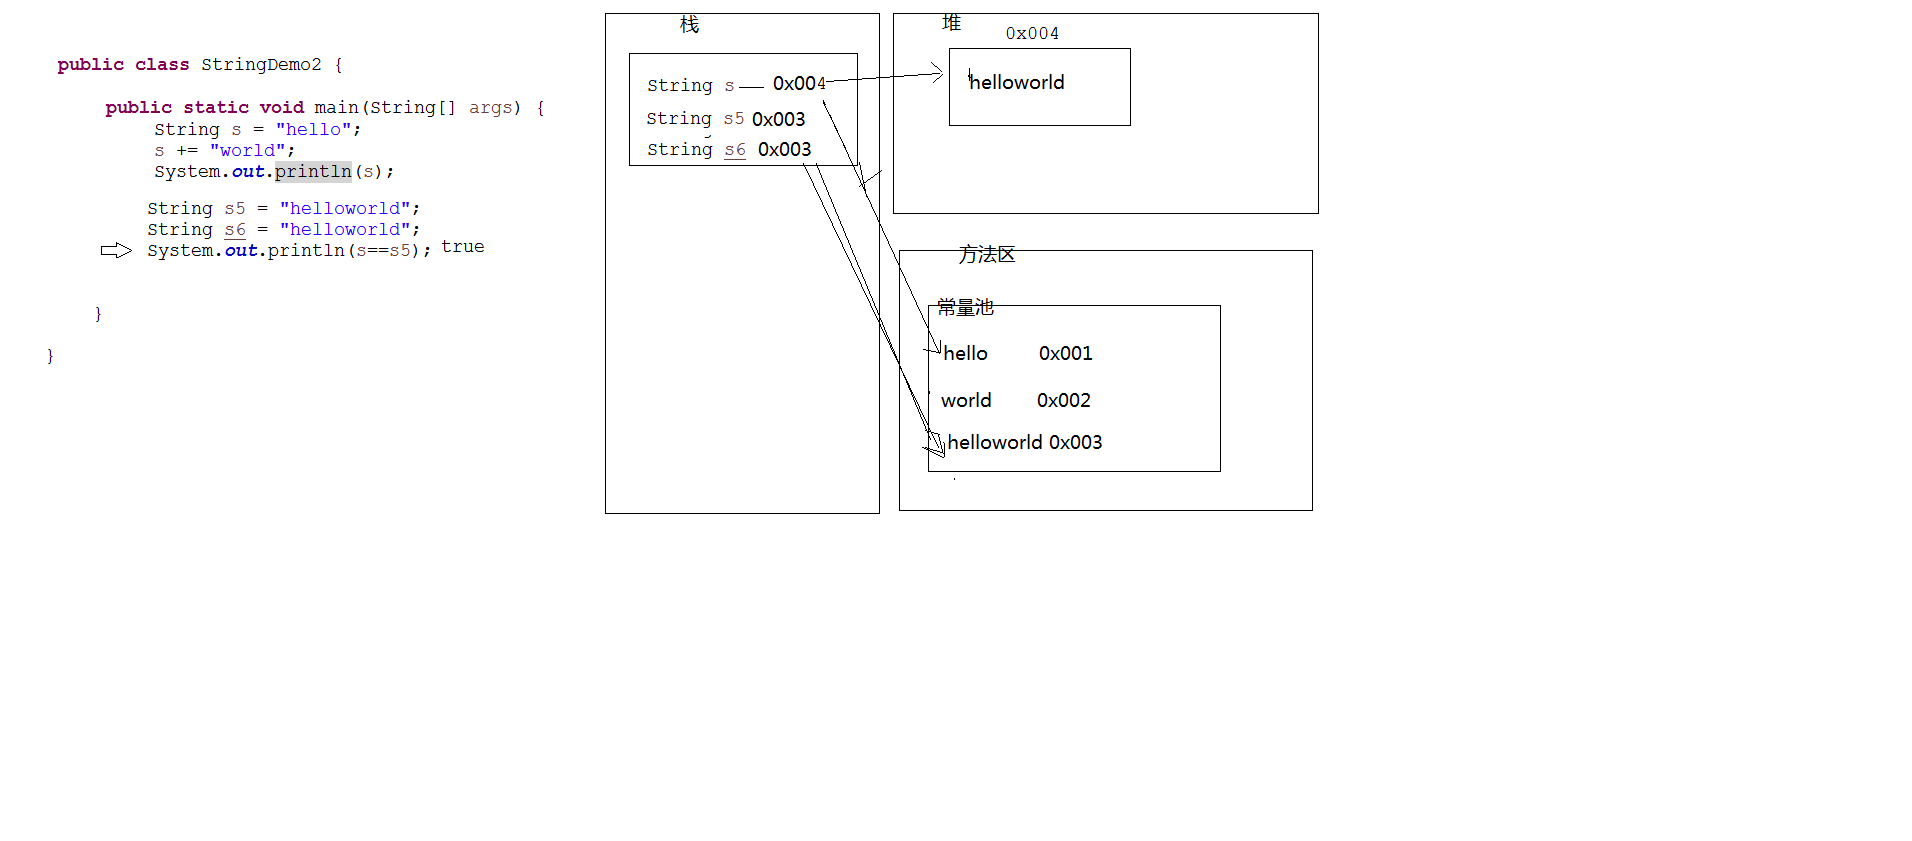 public class StringDemo2 {
public static void main(String[] args) {
String s = "hello";
s += "world";
System.out.println(s);
String s5 = "helloworld";
String s6 = "helloworld";
System.out.println(s==s5); true
}
}
栈
String s 0x004
String s5 0x003
String s6 0x003
堆
0x004
helloworld
方法区
常量池
hello 0x001
world 0x002
helloworld 0x003